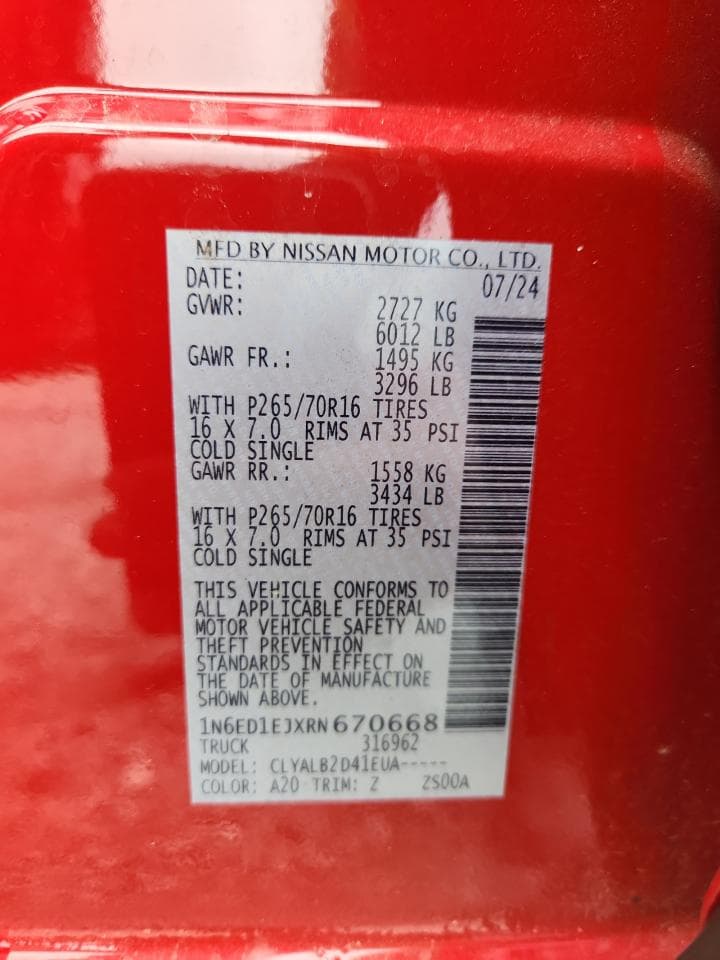 MFD BY NISSAN MOTOR CO., LTD.
DATE: 07/24
GVWR: 2727 KG
6012 LB
GAWR FR.: 1495 KG
3296 LB
WITH P265/70R16 TIRES
16 X 7.0 RIMS AT 35 PSI
COLD SINGLE
GAWR RR.: 1558 KG
3434 LB
WITH P265/70R16 TIRES
16 X 7.0 RIMS AT 35 PSI
COLD SINGLE
THIS VEHICLE CONFORMS TO
ALL APPLICABLE FEDERAL
MOTOR VEHICLE SAFETY AND
THEFT PREVENTION
STANDARDS IN EFFECT ON
THE DATE OF MANUFACTURE
SHOWN ABOVE.
1N6ED1EJXRN670668
TRUCK 316962
MODEL: CLYALB2D41EUA-----
COLOR: A20 TRIM: Z ZS00A